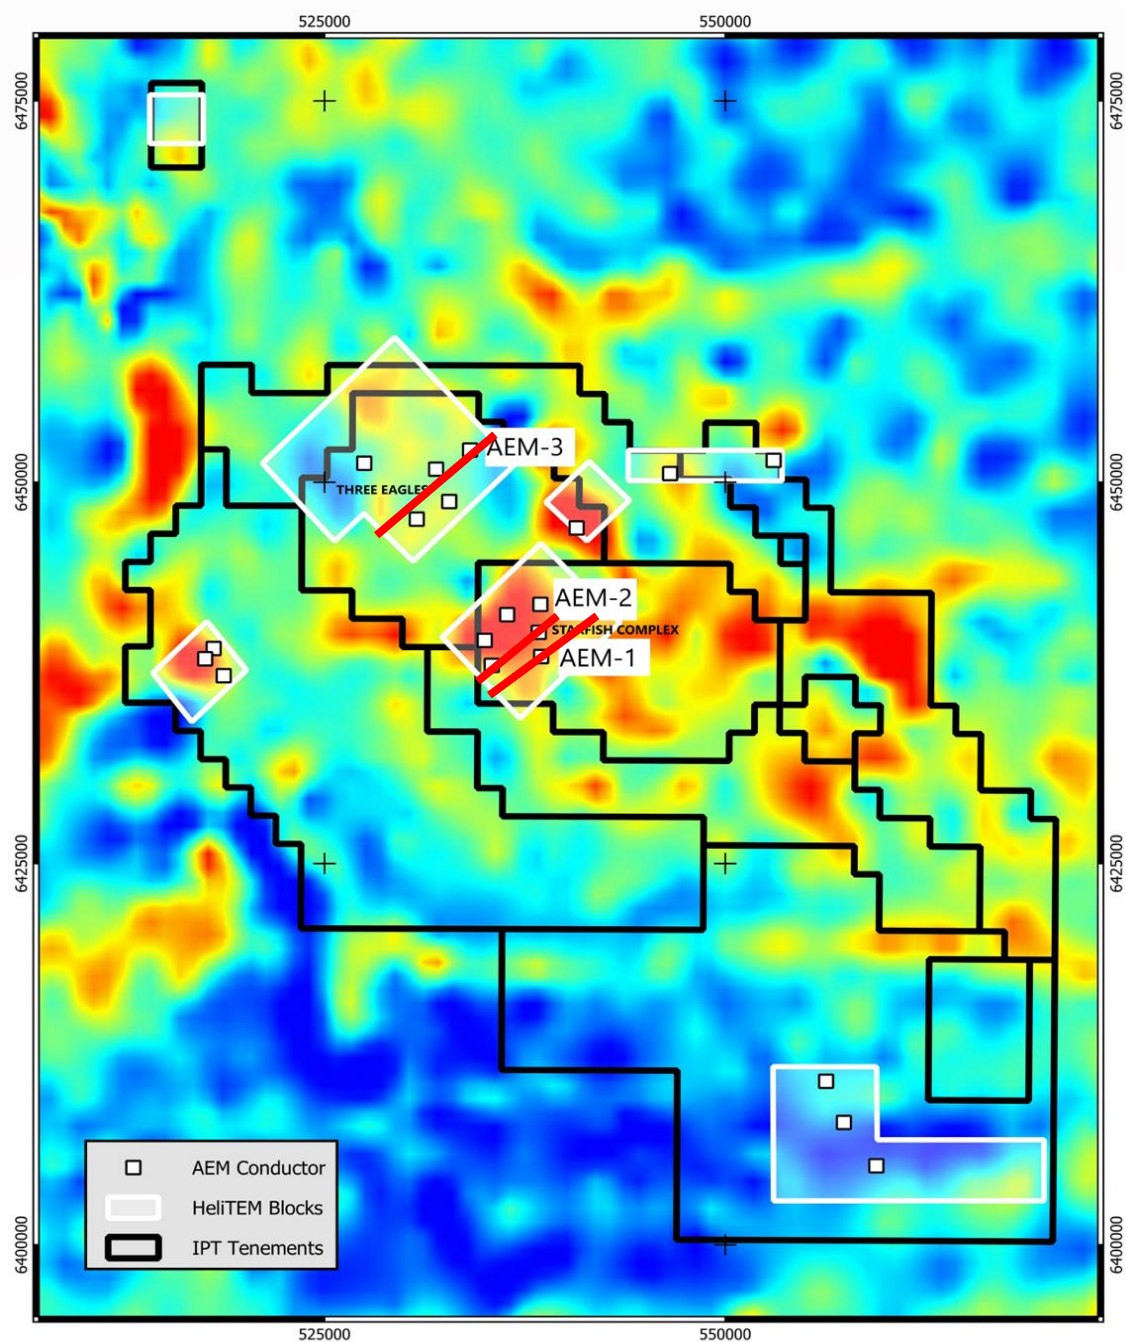 525000
550000
6475000
6475000
AEM-3
6450000
THREE EAGLES
6450000
AEM-2
STARFISH COMPLEX
AEM-1
6425000
6425000
AEM Conductor
HeliTEM Blocks
IPT Tenements
6400000
6400000
525000
550000